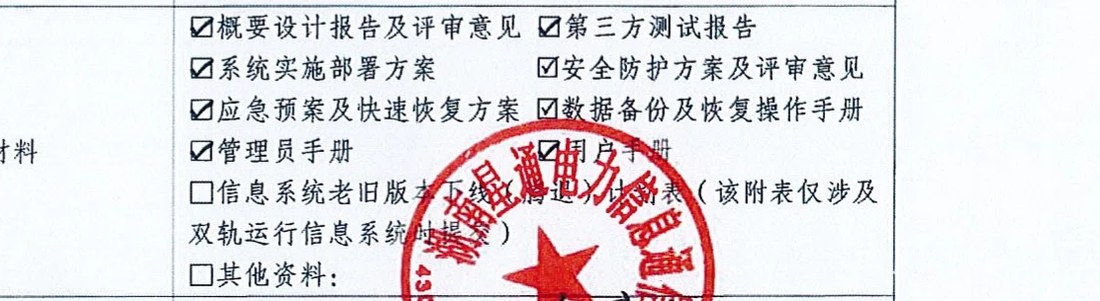 ☑概要设计报告及评审意见 ☑第三方测试报告
☑系统实施部署方案 ☑安全防护方案及评审意见
☑应急预案及快速恢复方案 ☑数据备份及恢复操作手册
材料
☑管理员手册 ☑用户手册
☐信息系统老旧版本下线（腾退）计划表（该附表仅涉及
双轨运行信息系统时提交）
☐其他资料：
湖南星通电力信息通信
430